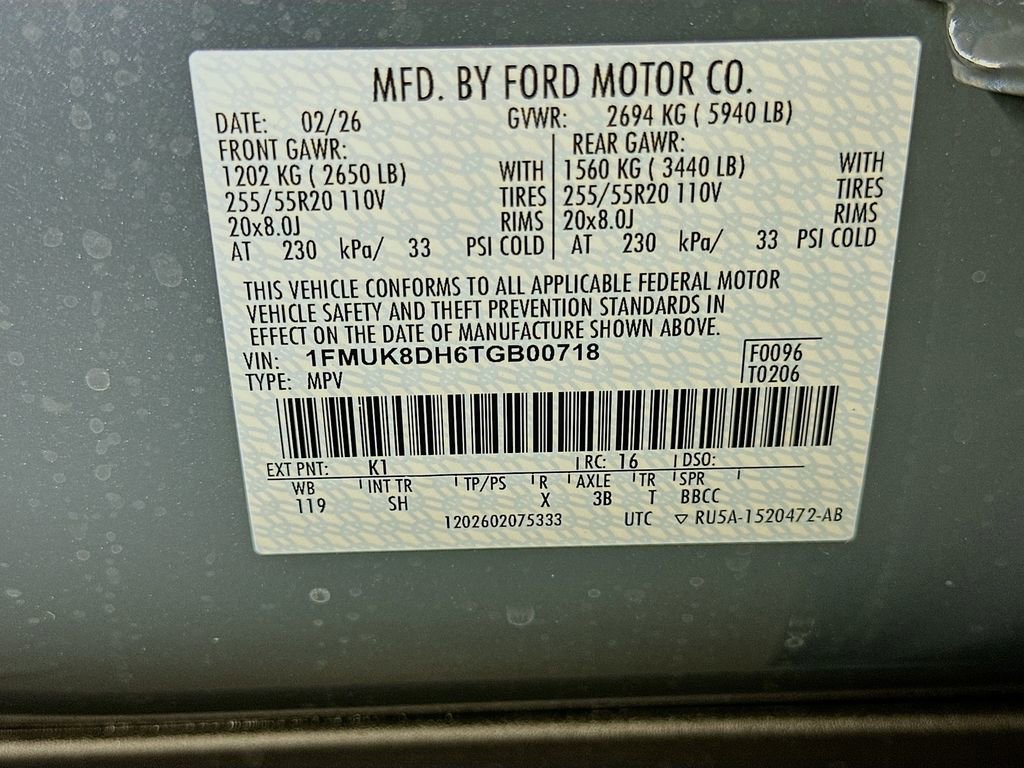 MFD. BY FORD MOTOR CO.
DATE: 02/26 GVWR: 2694 KG ( 5940 LB)
FRONT GAWR: REAR GAWR:
1202 KG ( 2650 LB) WITH 1560 KG ( 3440 LB) WITH
255/55R20 110V TIRES 255/55R20 110V TIRES
20x8.0J RIMS 20x8.0J RIMS
AT 230 kPa/ 33 PSI COLD AT 230 kPa/ 33 PSI COLD
THIS VEHICLE CONFORMS TO ALL APPLICABLE FEDERAL MOTOR
VEHICLE SAFETY AND THEFT PREVENTION STANDARDS IN
EFFECT ON THE DATE OF MANUFACTURE SHOWN ABOVE.
VIN: 1FMUK8DH6TGB00718 F0096
TYPE: MPV T0206
EXT PNT: K1 RC: 16 DSO:
WB INT TR TP/PS R AXLE TR SPR
119 SH X 3B T BBCC
1202602075333 UTC ▽ RU5A-1520472-AB